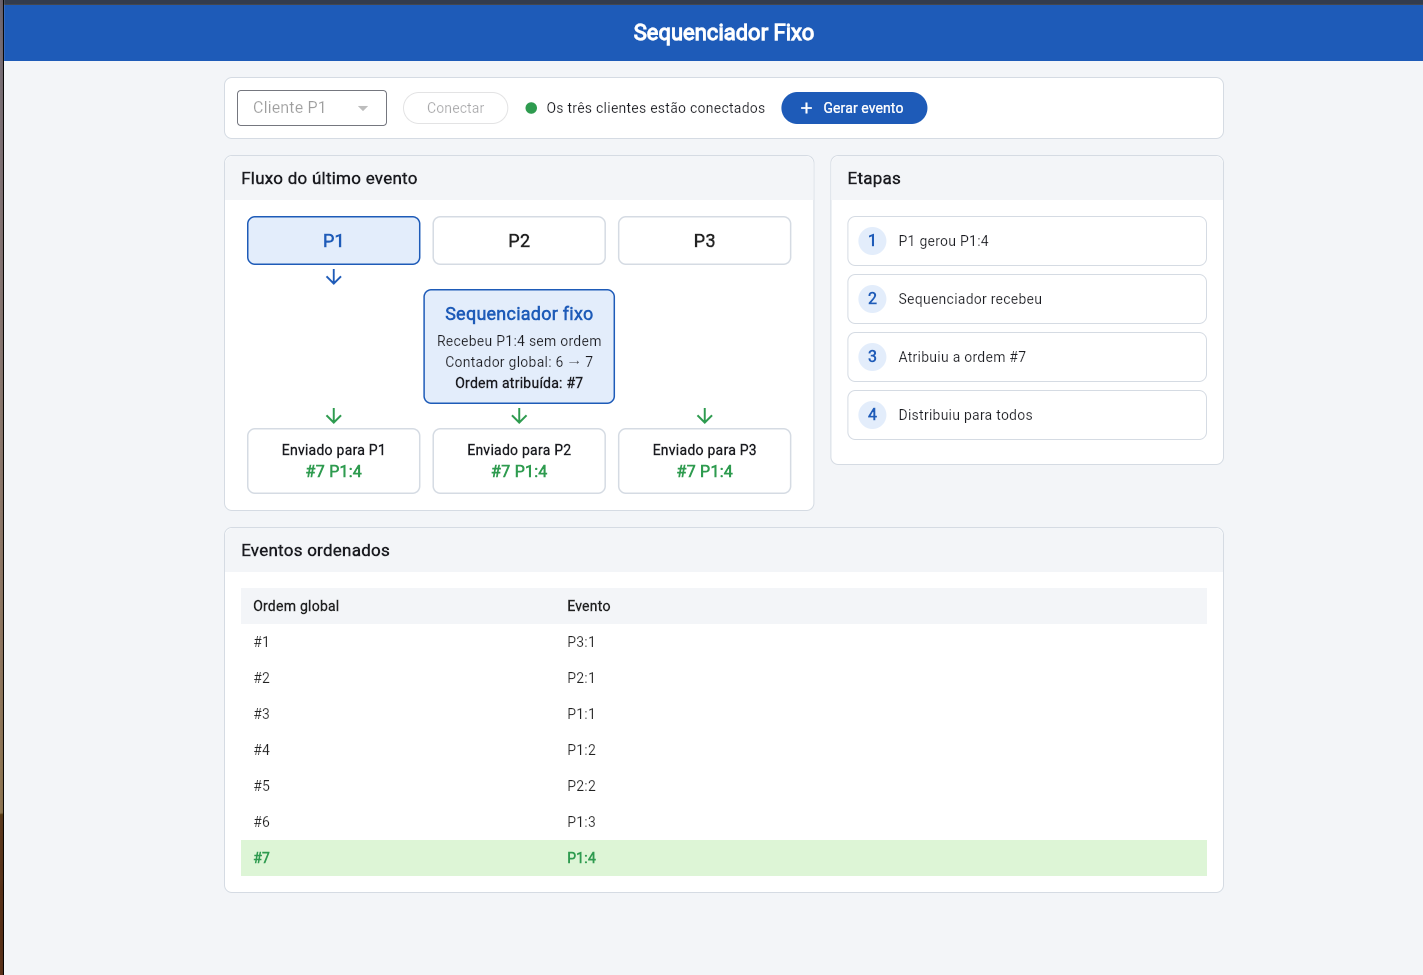 Sequenciador Fixo
Cliente P1
Conectar
Os três clientes estão conectados
+ Gerar evento
Fluxo do último evento
P1
P2
P3
Sequenciador fixo
Recebeu P1:4 sem ordem
Contador global: 6 → 7
Ordem atribuída: #7
Enviado para P1
#7 P1:4
Enviado para P2
#7 P1:4
Enviado para P3
#7 P1:4
Etapas
1 P1 gerou P1:4
2 Sequenciador recebeu
3 Atribuiu a ordem #7
4 Distribuiu para todos
Eventos ordenados
Ordem global Evento
#1 P3:1
#2 P2:1
#3 P1:1
#4 P1:2
#5 P2:2
#6 P1:3
#7 P1:4